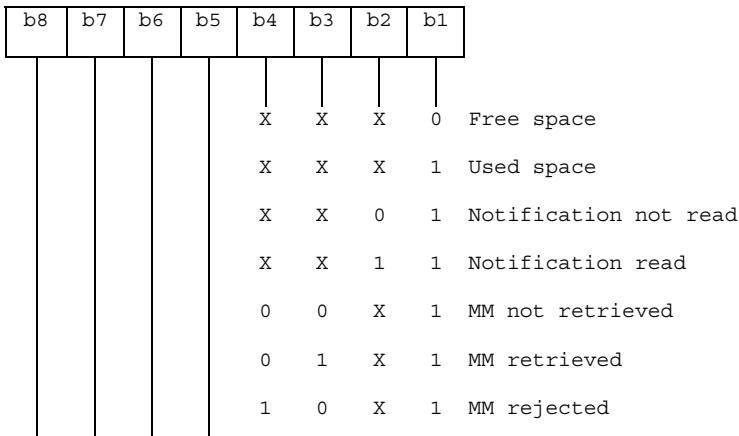 b8 b7 b6 b5 b4 b3 b2 b1
X X X 0 Free space
X X X 1 Used space
X X 0 1 Notification not read
X X 1 1 Notification read
0 0 X 1 MM not retrieved
0 1 X 1 MM retrieved
1 0 X 1 MM rejected